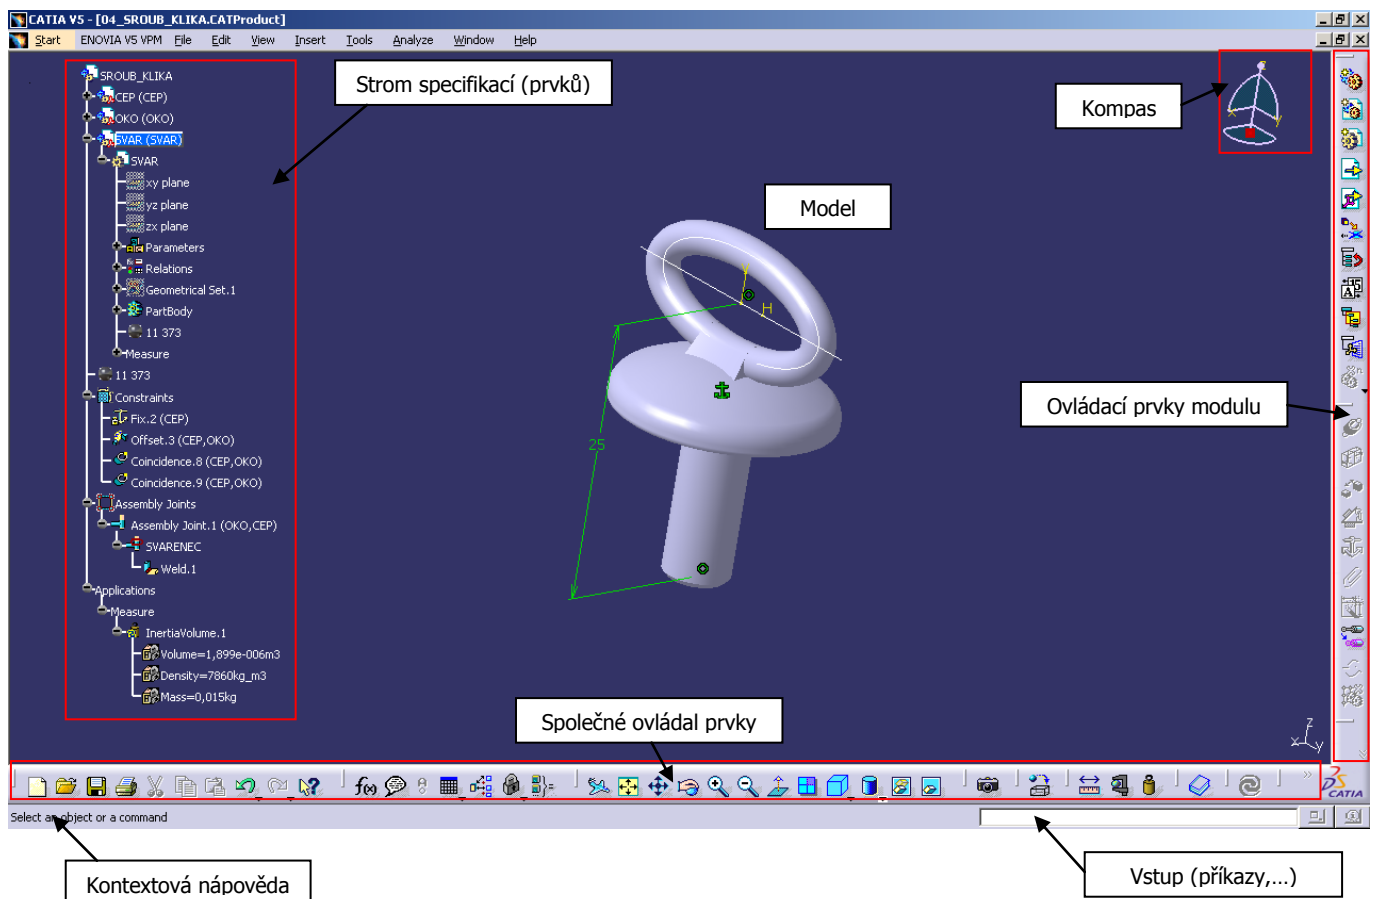 CATIA V5 - [04_SROUB_KLIKA.CATProduct]
Start ENOVIA V5 VPM File Edit View Insert Tools Analyze Window Help
SROUB_KLIKA
CEP (CEP)
OKO (OKO)
SVAR (SVAR)
SVAR
xy plane
yz plane
zx plane
Parameters
Relations
Geometrical Set.1
PartBody
11 373
Measure
11 373
Constraints
Fix.2 (CEP)
Offset.3 (CEP,OKO)
Coincidence.8 (CEP,OKO)
Coincidence.9 (CEP,OKO)
Assembly Joints
Assembly Joint.1 (OKO,CEP)
SVARENEC
Weld.1
Applications
Measure
InertiaVolume.1
Volume=1,899e-006m3
Density=7860kg_m3
Mass=0,015kg
Strom specifikací (prvků)
Kompas
z
x
y
Model
V
H
25
Ovládací prvky modulu
Společné ovládal prvky
z
x
y
f(x)
CATIA
Select an object or a command
Kontextová nápověda
Vstup (příkazy,...)